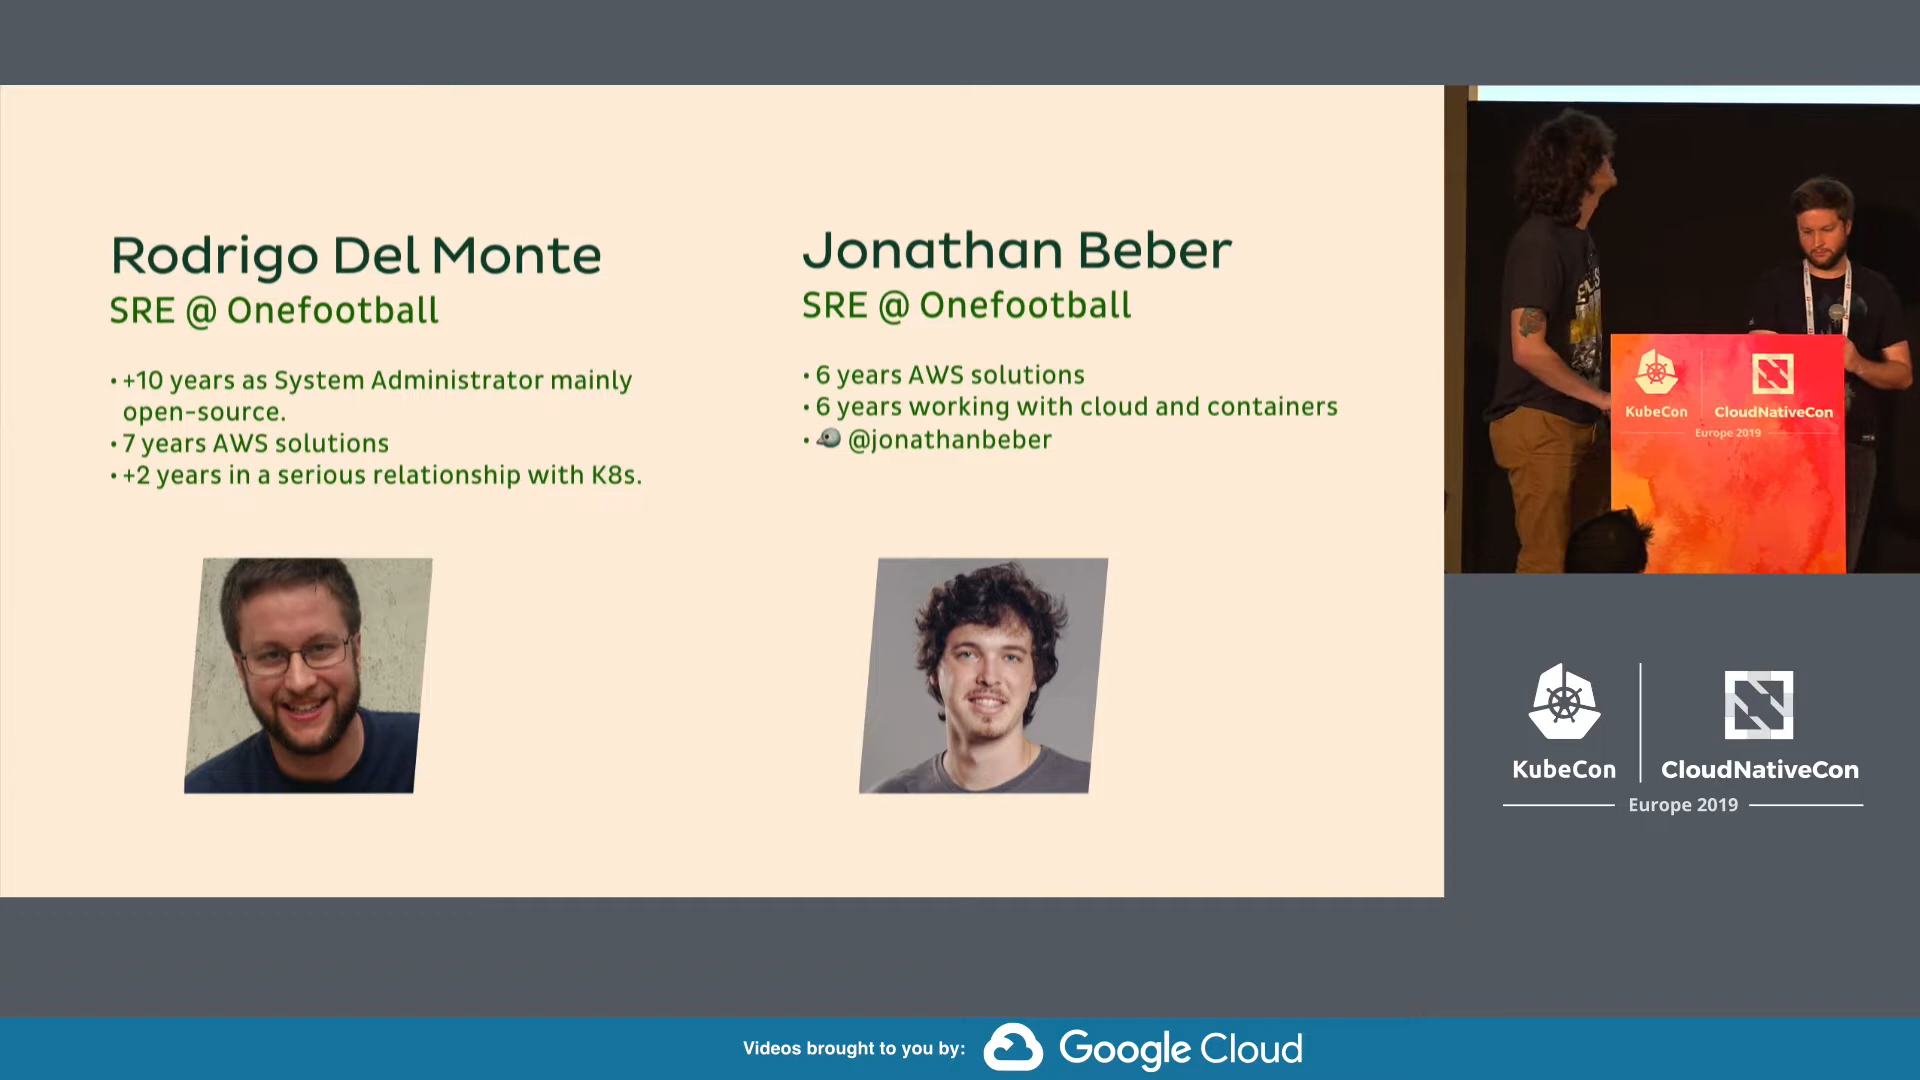 Rodrigo Del Monte
SRE @ Onefootball
• +10 years as System Administrator mainly
open-source.
• 7 years AWS solutions
• +2 years in a serious relationship with K8s.
Jonathan Beber
SRE @ Onefootball
• 6 years AWS solutions
• 6 years working with cloud and containers
• @jonathanbeber
KubeCon
CloudNativeCon
Europe 2019
KubeCon
CloudNativeCon
Europe 2019
Videos brought to you by:
Google Cloud